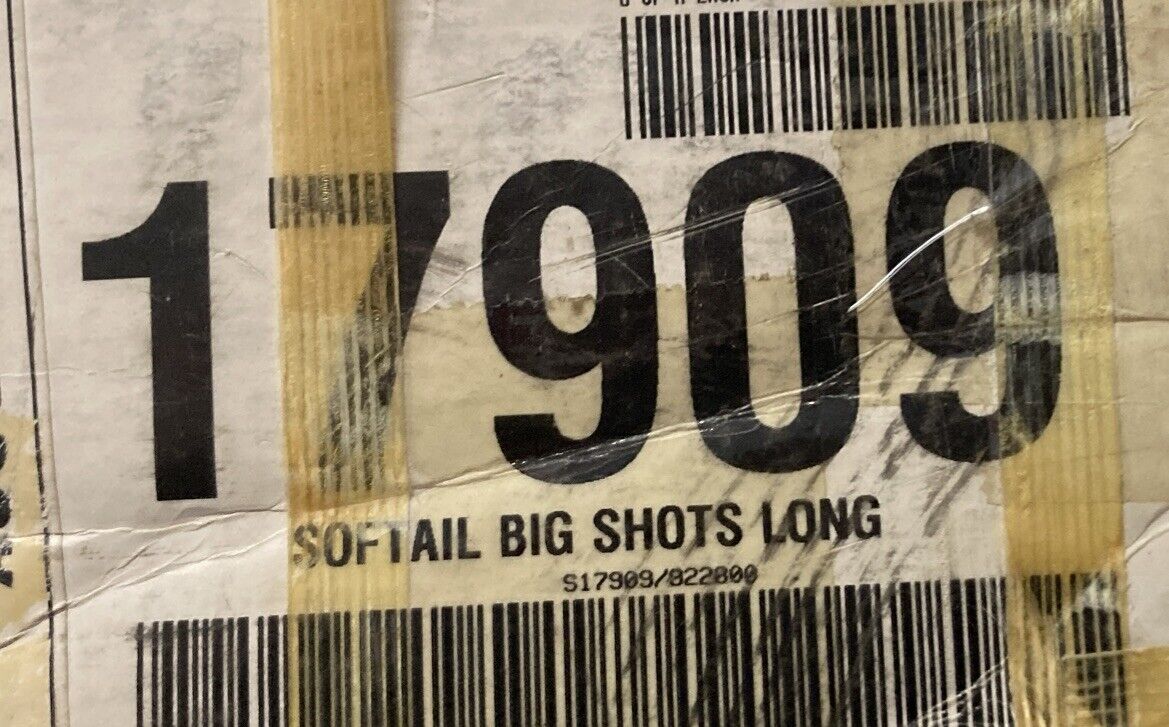 17909
SOFTAIL BIG SHOTS LONG
S17909/822800